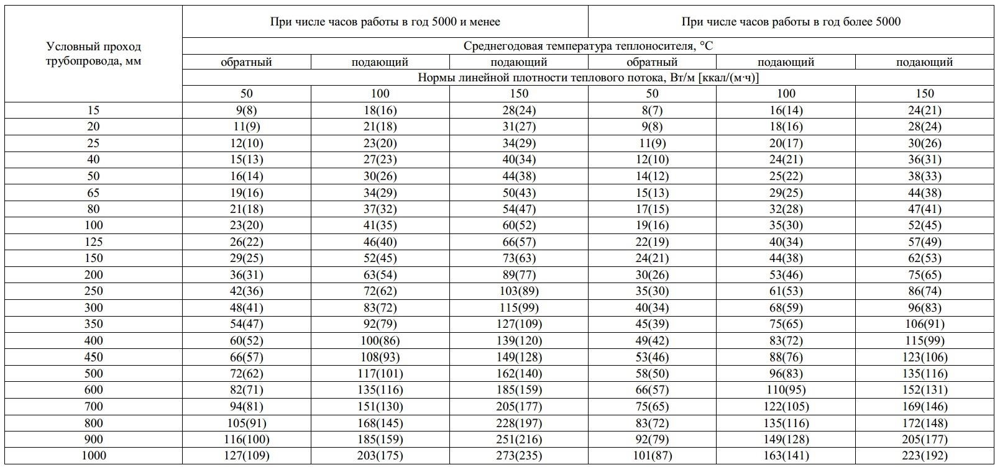 Условный проход
трубопровода, мм
При числе часов работы в год 5000 и менее
При числе часов работы в год более 5000
Среднегодовая температура теплоносителя, °С
обратный подающий подающий обратный подающий подающий
Нормы линейной плотности теплового потока, Вт/м [ккал/(м·ч)]
50 100 150 50 100 150
15 9(8) 18(16) 28(24) 8(7) 16(14) 24(21)
20 11(9) 21(18) 31(27) 9(8) 18(16) 28(24)
25 12(10) 23(20) 34(29) 11(9) 20(17) 30(26)
40 15(13) 27(23) 40(34) 12(10) 24(21) 36(31)
50 16(14) 30(26) 44(38) 14(12) 25(22) 38(33)
65 19(16) 34(29) 50(43) 15(13) 29(25) 44(38)
80 21(18) 37(32) 54(47) 17(15) 32(28) 47(41)
100 23(20) 41(35) 60(52) 19(16) 35(30) 52(45)
125 26(22) 46(40) 66(57) 22(19) 40(34) 57(49)
150 29(25) 52(45) 73(63) 24(21) 44(38) 62(53)
200 36(31) 63(54) 89(77) 30(26) 53(46) 75(65)
250 42(36) 72(62) 103(89) 35(30) 61(53) 86(74)
300 48(41) 83(72) 115(99) 40(34) 68(59) 96(83)
350 54(47) 92(79) 127(109) 45(39) 75(65) 106(91)
400 60(52) 100(86) 139(120) 49(42) 83(72) 115(99)
450 66(57) 108(93) 149(128) 53(46) 88(76) 123(106)
500 72(62) 117(101) 162(140) 58(50) 96(83) 135(116)
600 82(71) 135(116) 185(159) 66(57) 110(95) 152(131)
700 94(81) 151(130) 205(177) 75(65) 122(105) 169(146)
800 105(91) 168(145) 228(197) 83(72) 135(116) 172(148)
900 116(100) 185(159) 251(216) 92(79) 149(128) 205(177)
1000 127(109) 203(175) 273(235) 101(87) 163(141) 223(192)